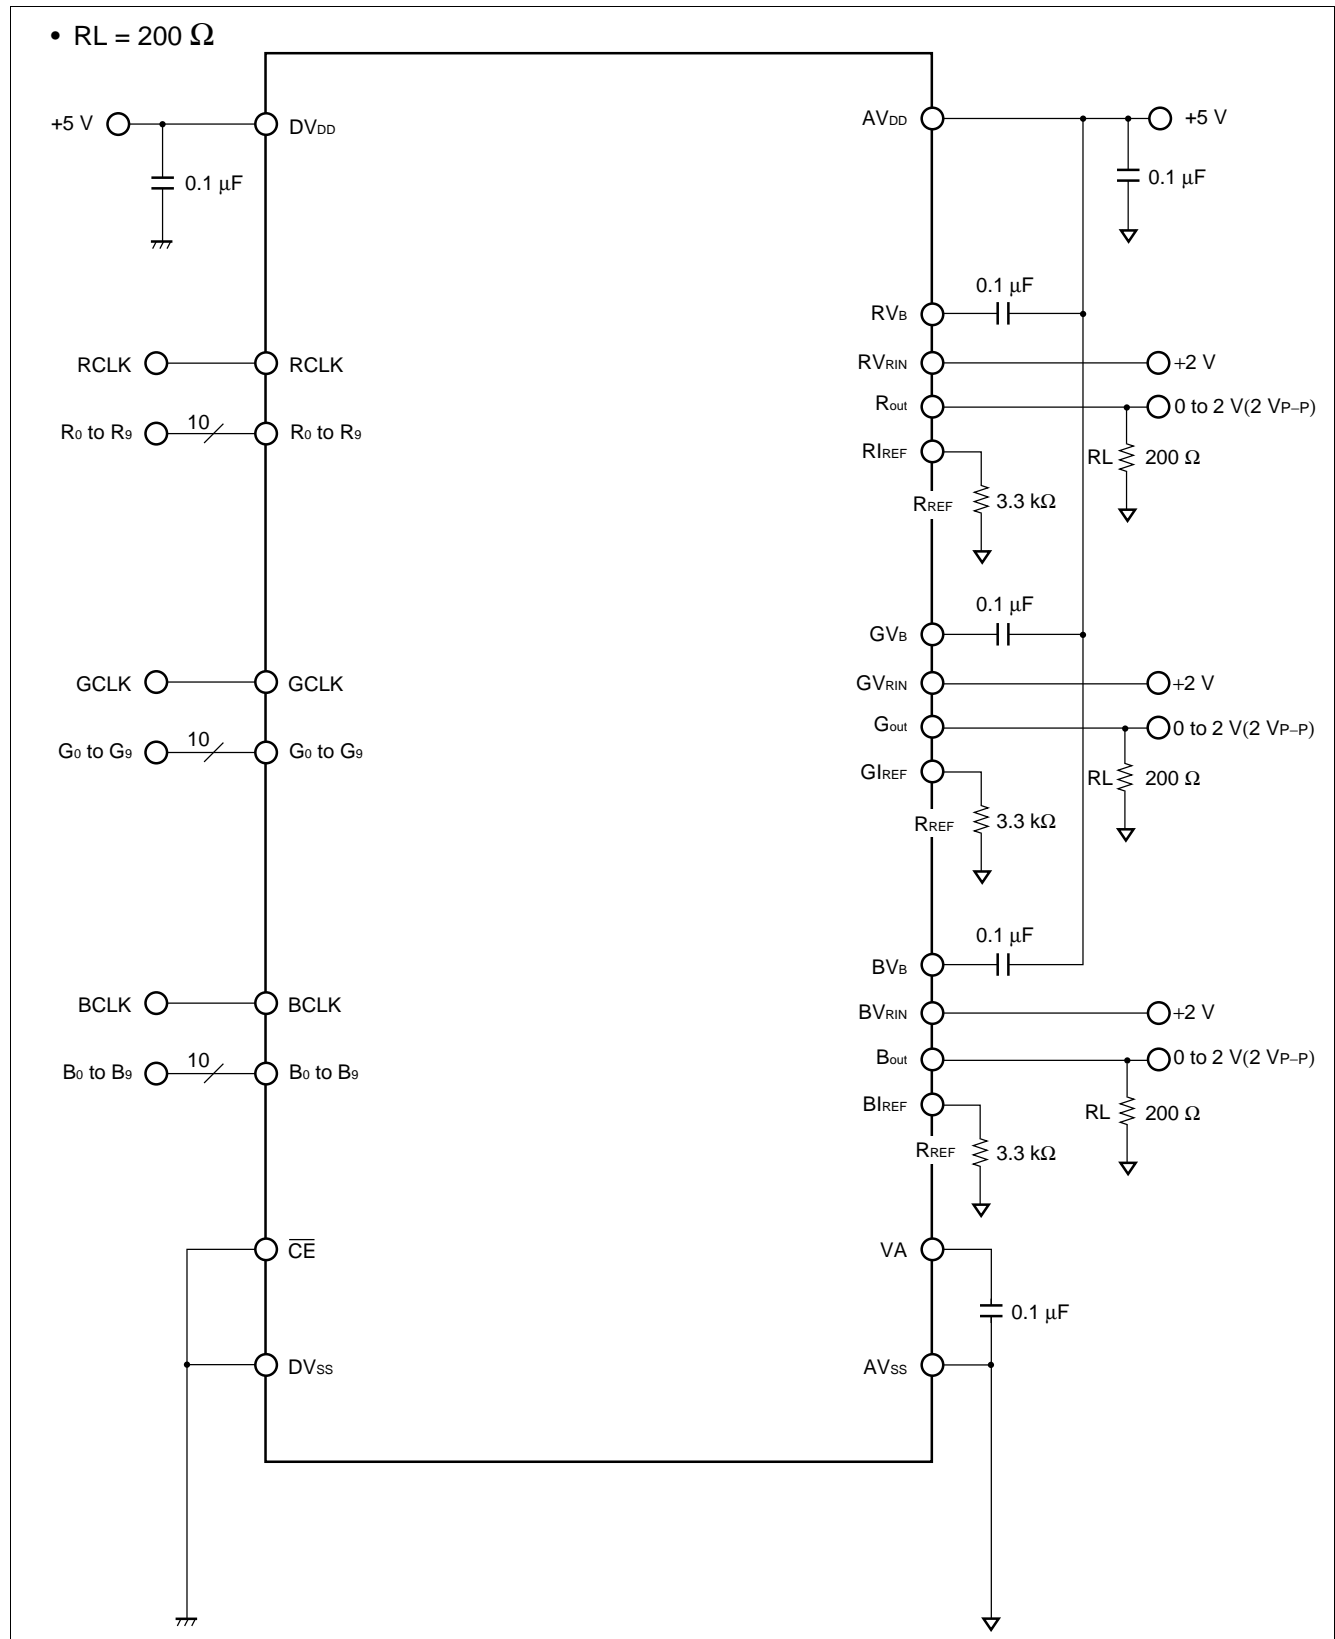 • RL = 200 Ω
+5 V
DVDD
AVDD
+5 V
0.1 µF
0.1 µF
0.1 µF
RVB
RCLK
RCLK
RVRIN
+2 V
Rout
0 to 2 V(2 VP–P)
R0 to R9
10
R0 to R9
RIREF
RL
200 Ω
RREF
3.3 kΩ
0.1 µF
GVB
GCLK
GCLK
GVRIN
+2 V
Gout
0 to 2 V(2 VP–P)
G0 to G9
10
G0 to G9
GIREF
RL
200 Ω
RREF
3.3 kΩ
0.1 µF
BVB
BCLK
BCLK
BVRIN
+2 V
Bout
0 to 2 V(2 VP–P)
B0 to B9
10
B0 to B9
BIREF
RL
200 Ω
RREF
3.3 kΩ
CE
VA
0.1 µF
DVSS
AVSS